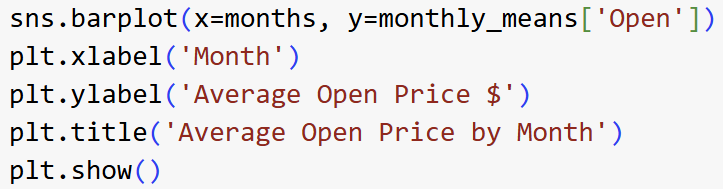 sns.barplot(x=months, y=monthly_means['Open'])
plt.xlabel('Month')
plt.ylabel('Average Open Price $')
plt.title('Average Open Price by Month')
plt.show()